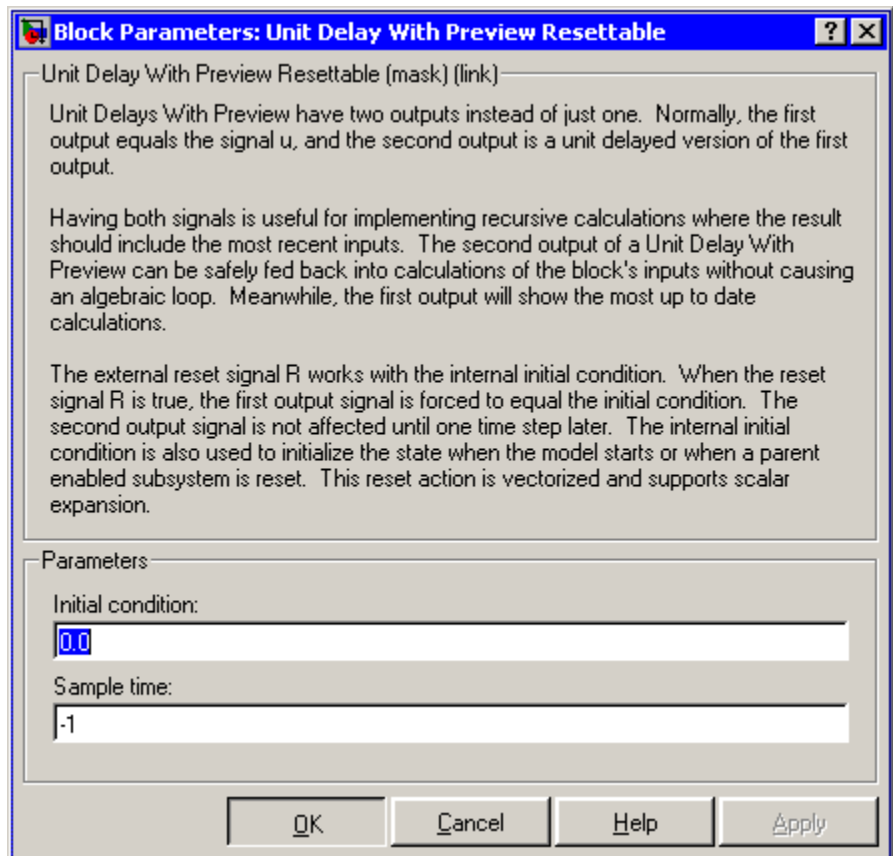 Block Parameters: Unit Delay With Preview Resettable
Unit Delay With Preview Resettable (mask) (link)
Unit Delays With Preview have two outputs instead of just one.  Normally, the first
output equals the signal u, and the second output is a unit delayed version of the first
output.
Having both signals is useful for implementing recursive calculations where the result
should include the most recent inputs.  The second output of a Unit Delay With
Preview can be safely fed back into calculations of the block's inputs without causing
an algebraic loop.  Meanwhile, the first output will show the most up to date
calculations.
The external reset signal R works with the internal initial condition.  When the reset
signal R is true, the first output signal is forced to equal the initial condition.  The
second output signal is not affected until one time step later.  The internal initial
condition is also used to initialize the state when the model starts or when a parent
enabled subsystem is reset.  This reset action is vectorized and supports scalar
expansion.
Parameters
Initial condition:
0.0
Sample time:
-1
OK Cancel Help Apply